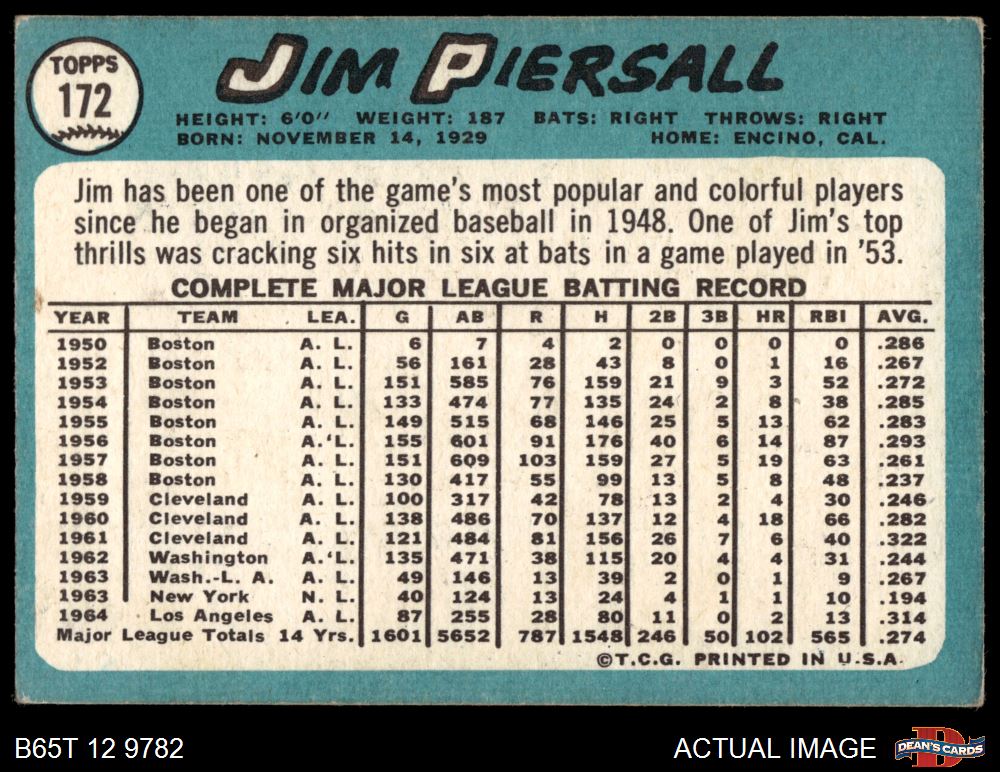 TOPPS
172
JIM PIERSALL
HEIGHT: 6'0" WEIGHT: 187 BATS: RIGHT THROWS: RIGHT
BORN: NOVEMBER 14, 1929 HOME: ENCINO, CAL.
Jim has been one of the game's most popular and colorful players
since he began in organized baseball in 1948. One of Jim's top
thrills was cracking six hits in six at bats in a game played in '53.
COMPLETE MAJOR LEAGUE BATTING RECORD
YEAR TEAM LEA. G AB R H 2B 3B HR RBI AVG.
1950 Boston A. L. 6 7 4 2 0 0 0 0 .286
1952 Boston A. L. 56 161 28 43 8 0 1 16 .267
1953 Boston A. L. 151 585 76 159 21 9 3 52 .272
1954 Boston A. L. 133 474 77 135 24 2 8 38 .285
1955 Boston A. L. 149 515 68 146 25 5 13 62 .283
1956 Boston A. L. 155 601 91 176 40 6 14 87 .293
1957 Boston A. L. 151 609 103 159 27 5 19 63 .261
1958 Boston A. L. 130 417 55 99 13 5 8 48 .237
1959 Cleveland A. L. 100 317 42 78 13 2 4 30 .246
1960 Cleveland A. L. 138 486 70 137 12 4 18 66 .282
1961 Cleveland A. L. 121 484 81 156 26 7 6 40 .322
1962 Washington A. L. 135 471 38 115 20 4 4 31 .244
1963 Wash.-L. A. A. L. 49 146 13 39 2 0 1 9 .267
1963 New York N. L. 40 124 13 24 4 1 1 10 .194
1964 Los Angeles A. L. 87 255 28 80 11 0 2 13 .314
Major League Totals 14 Yrs. 1601 5652 787 1548 246 50 102 565 .274
©T.C.G. PRINTED IN U.S.A.
B65T 12 9782 ACTUAL IMAGE DEAN'S CARDS